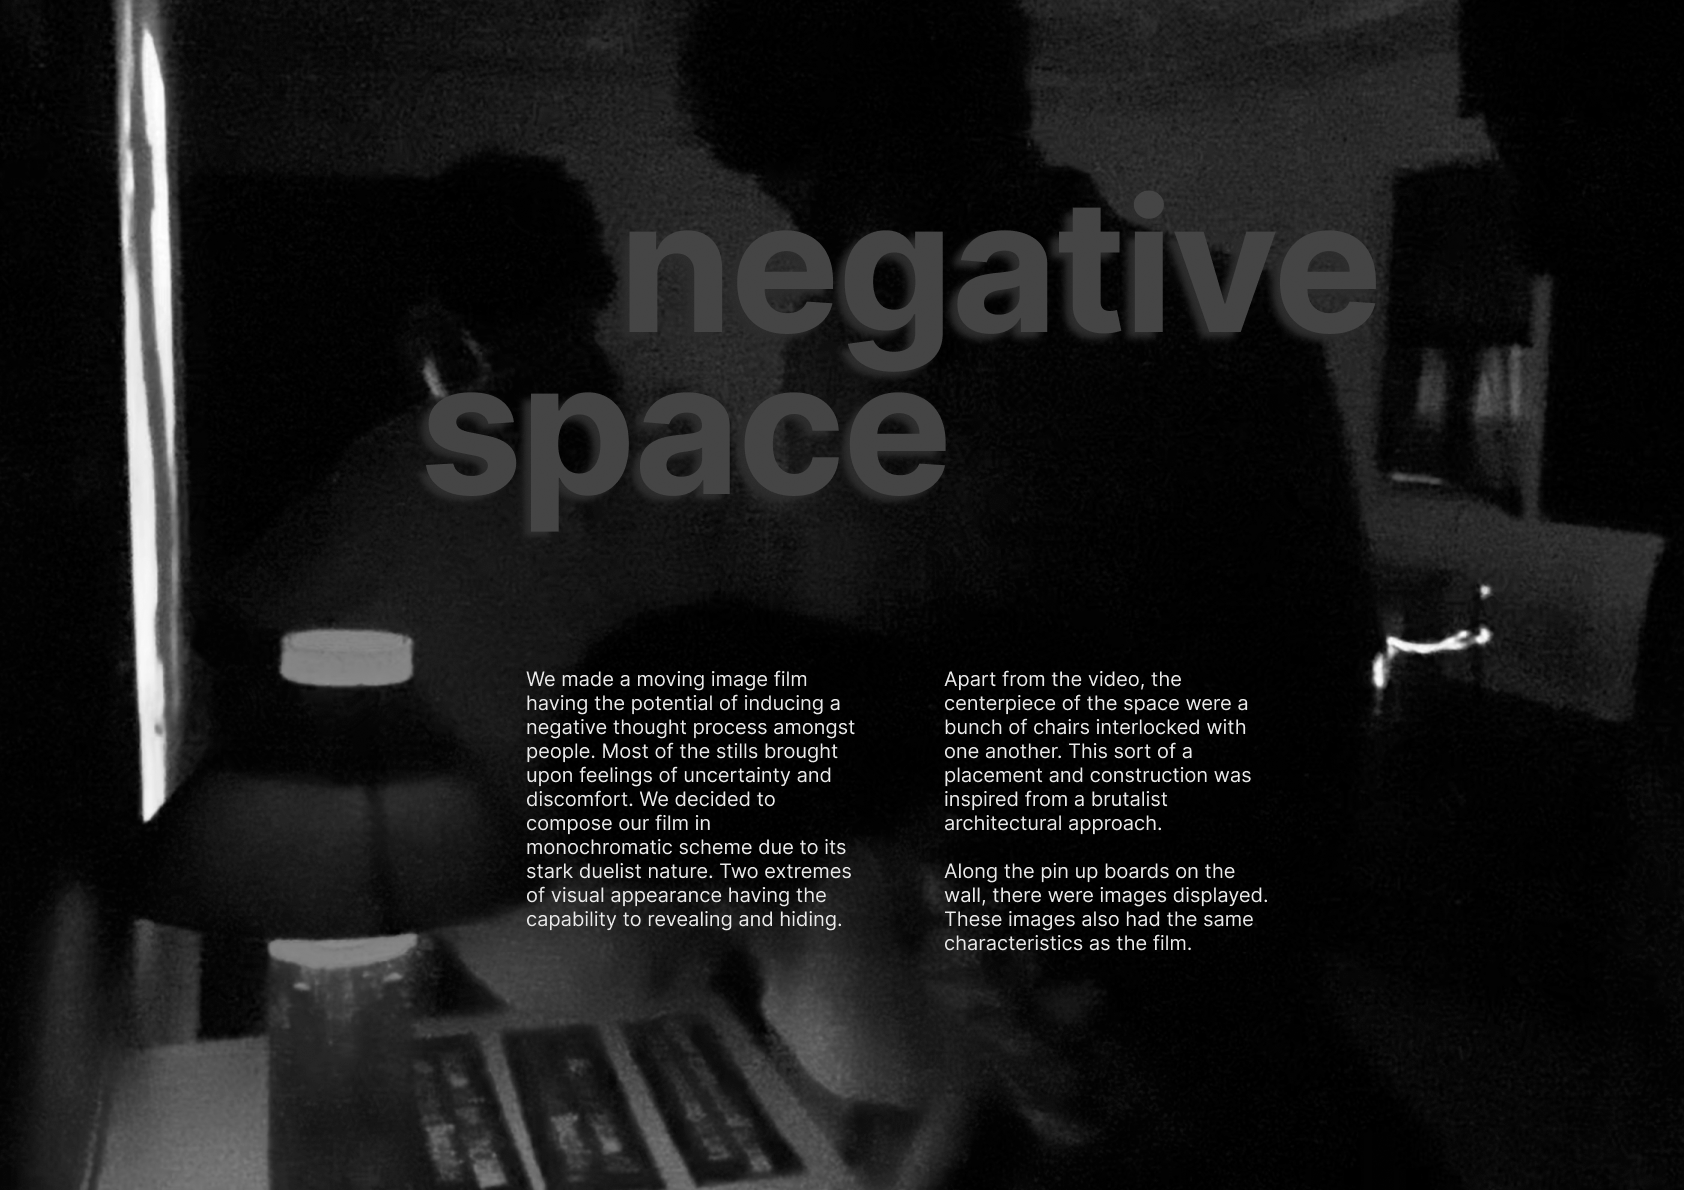 negative
space
We made a moving image film
having the potential of inducing a
negative thought process amongst
people. Most of the stills brought
upon feelings of uncertainty and
discomfort. We decided to
compose our film in
monochromatic scheme due to its
stark duelist nature. Two extremes
of visual appearance having the
capability to revealing and hiding.
Apart from the video, the
centerpiece of the space were a
bunch of chairs interlocked with
one another. This sort of a
placement and construction was
inspired from a brutalist
architectural approach.
Along the pin up boards on the
wall, there were images displayed.
These images also had the same
characteristics as the film.